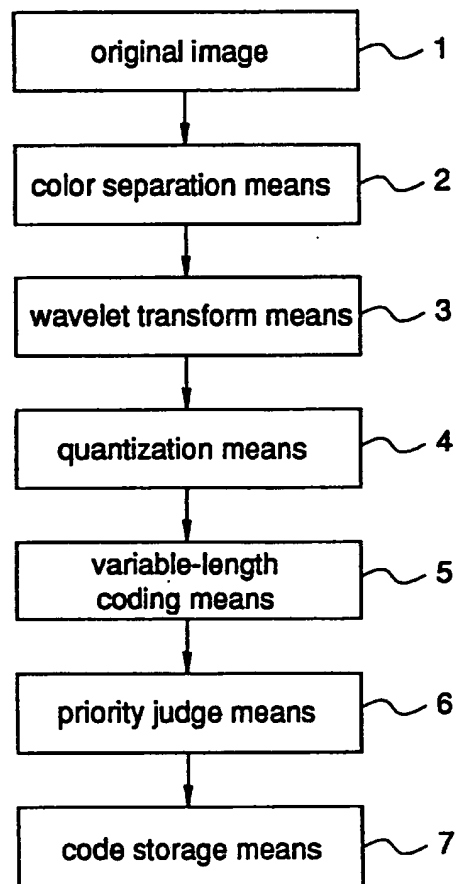 original image 1
color separation means 2
wavelet transform means 3
quantization means 4
variable-length
coding means 5
priority judge means 6
code storage means 7